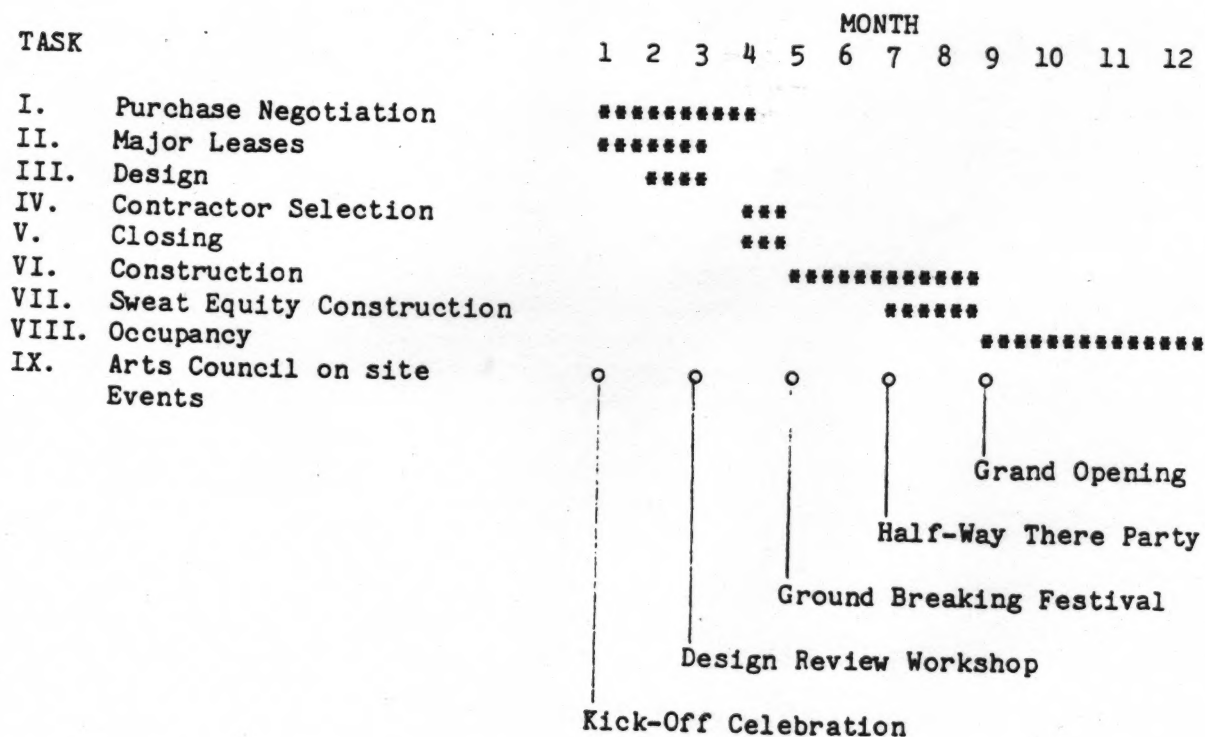 MONTH
TASK 1 2 3 4 5 6 7 8 9 10 11 12
I. Purchase Negotiation **********
II. Major Leases *******
III. Design ****
IV. Contractor Selection ***
V. Closing ***
VI. Construction ************
VII. Sweat Equity Construction ******
VIII. Occupancy **************
IX. Arts Council on site o o o o o
Events
Grand Opening
Half-Way There Party
Ground Breaking Festival
Design Review Workshop
Kick-Off Celebration